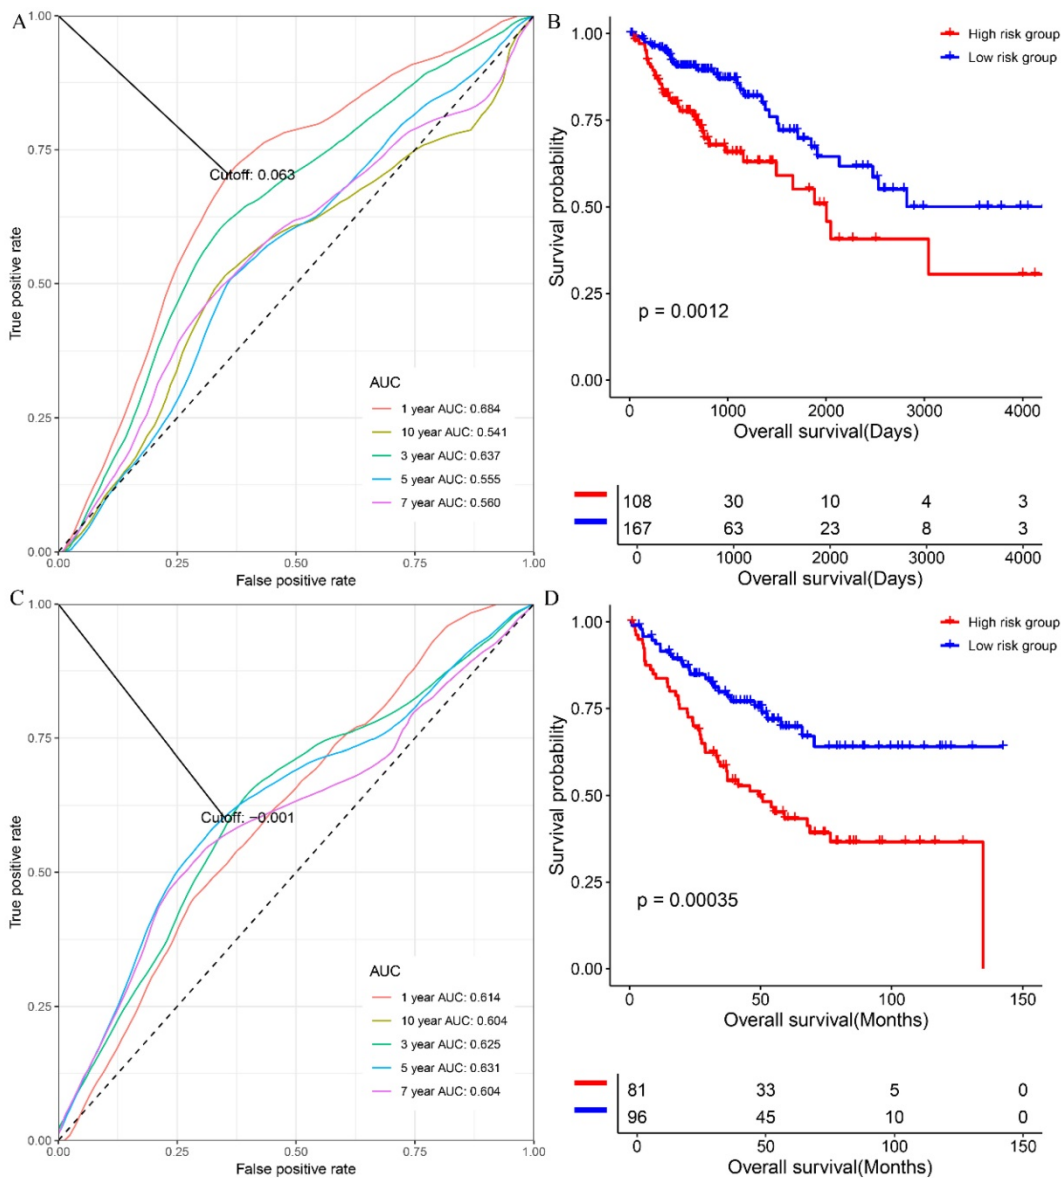 A
1.00
0.75
0.50
0.25
0.00
True positive rate
Cutoff: 0.063
AUC
1 year AUC: 0.684
10 year AUC: 0.541
3 year AUC: 0.637
5 year AUC: 0.555
7 year AUC: 0.560
0.00 0.25 0.50 0.75 1.00
False positive rate
B
High risk group
Low risk group
1.00
0.75
0.50
0.25
0.00
Survival probability
p = 0.0012
0 1000 2000 3000 4000
Overall survival(Days)
108 30 10 4 3
167 63 23 8 3
0 1000 2000 3000 4000
Overall survival(Days)
C
1.00
0.75
0.50
0.25
0.00
True positive rate
Cutoff: −0.001
AUC
1 year AUC: 0.614
10 year AUC: 0.604
3 year AUC: 0.625
5 year AUC: 0.631
7 year AUC: 0.604
0.00 0.25 0.50 0.75 1.00
False positive rate
D
High risk group
Low risk group
1.00
0.75
0.50
0.25
0.00
Survival probability
p = 0.00035
0 50 100 150
Overall survival(Months)
81 33 5 0
96 45 10 0
0 50 100 150
Overall survival(Months)